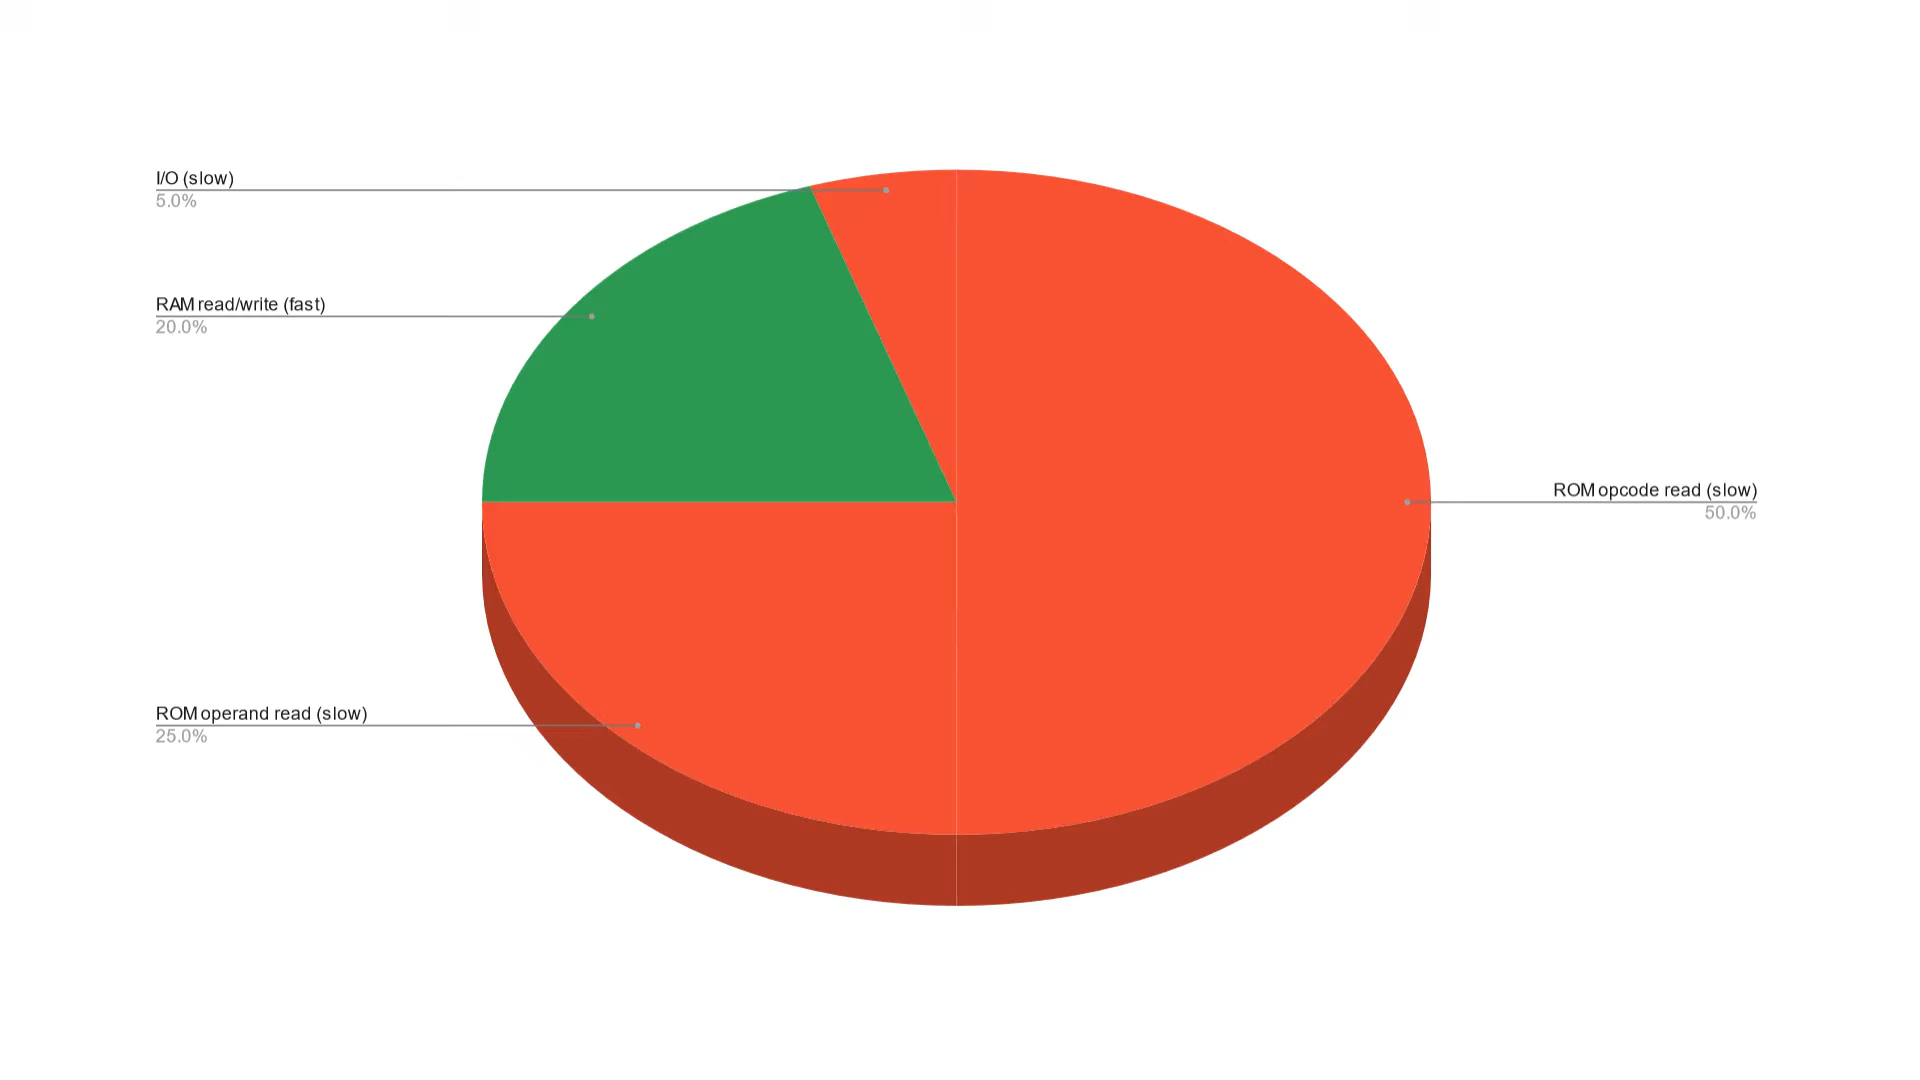 I/O (slow)
5.0%
RAM read/write (fast)
20.0%
ROM opcode read (slow)
50.0%
ROM operand read (slow)
25.0%